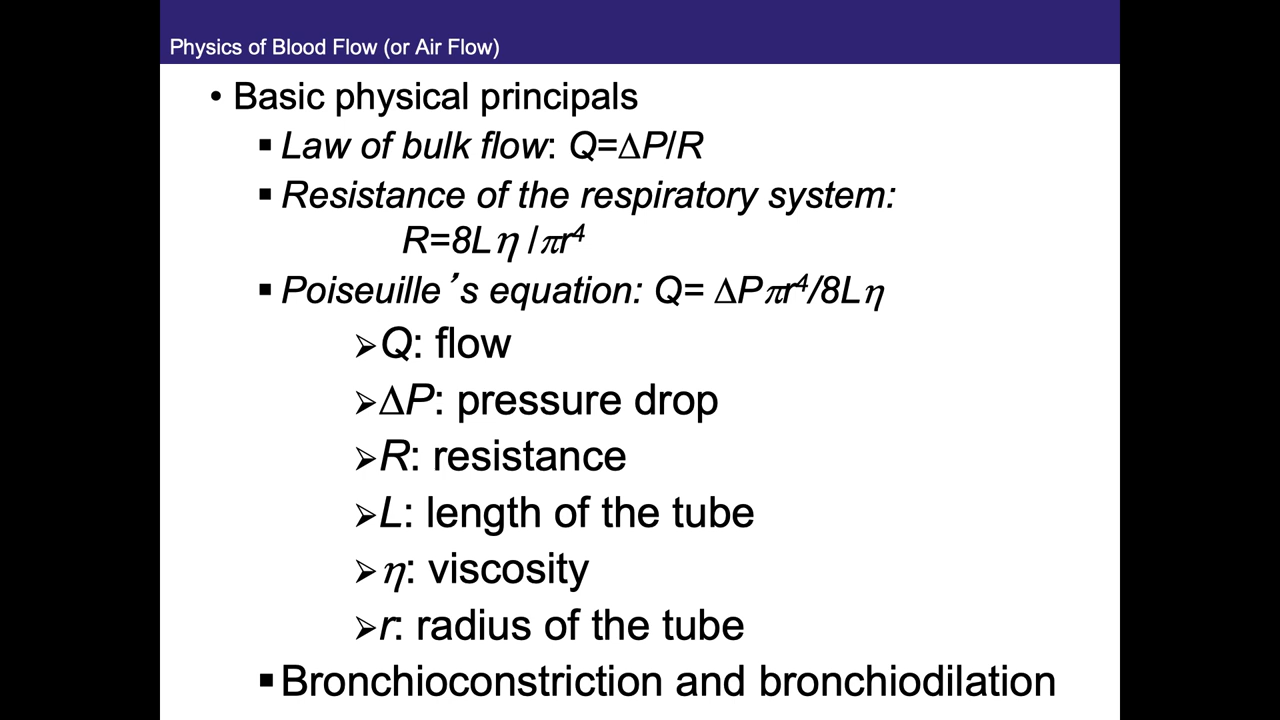 Physics of Blood Flow (or Air Flow)
• Basic physical principals
▪ Law of bulk flow: Q=ΔP/R
▪ Resistance of the respiratory system:
R=8Lη /πr⁴
▪ Poiseuille’s equation: Q= ΔPπr⁴/8Lη
➢Q: flow
➢ΔP: pressure drop
➢R: resistance
➢L: length of the tube
➢η: viscosity
➢r: radius of the tube
▪ Bronchioconstriction and bronchiodilation